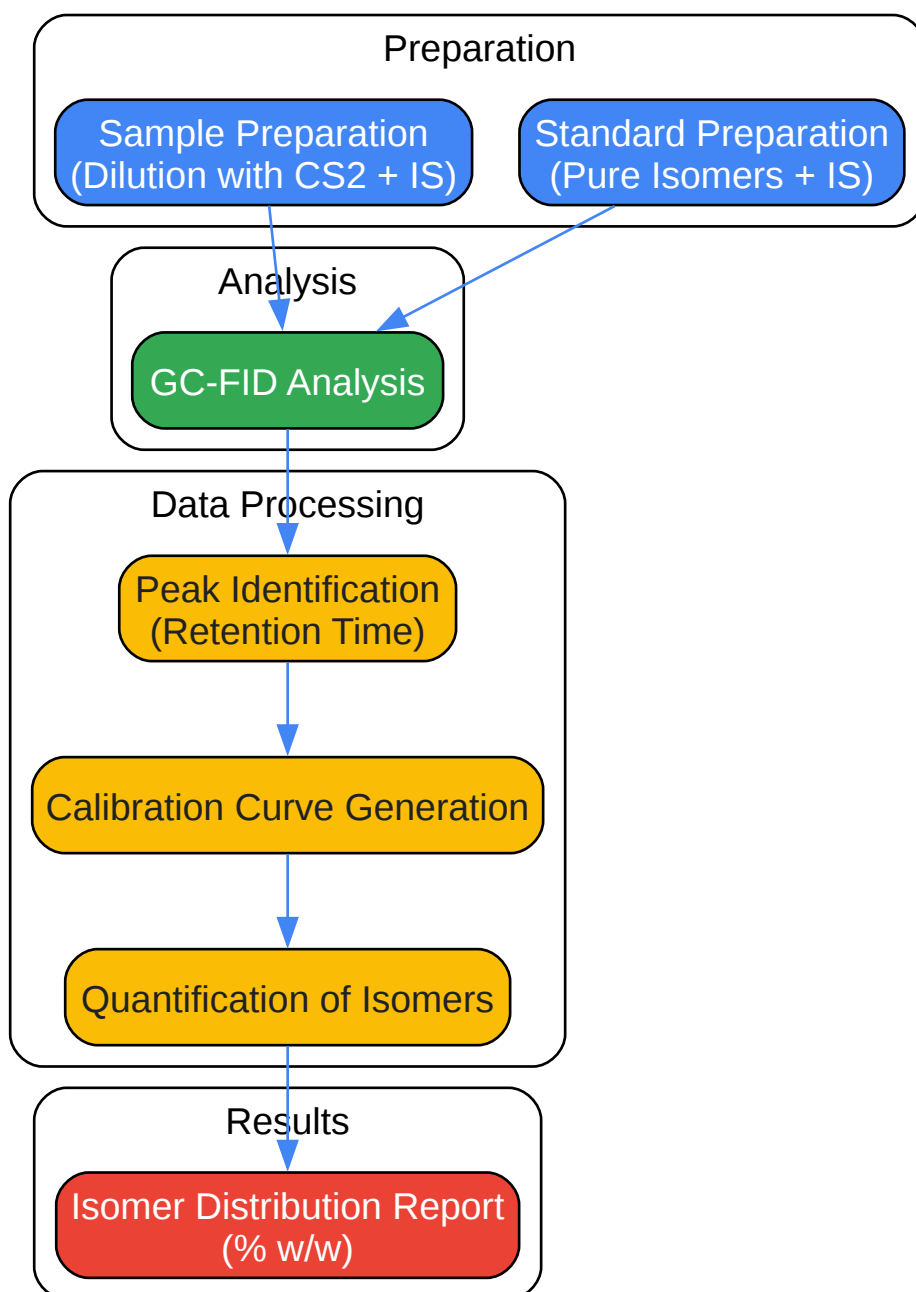 Preparation
Sample Preparation
(Dilution with CS2 + IS)
Standard Preparation
(Pure Isomers + IS)
Analysis
GC-FID Analysis
Data Processing
Peak Identification
(Retention Time)
Calibration Curve Generation
Quantification of Isomers
Results
Isomer Distribution Report
(% w/w)